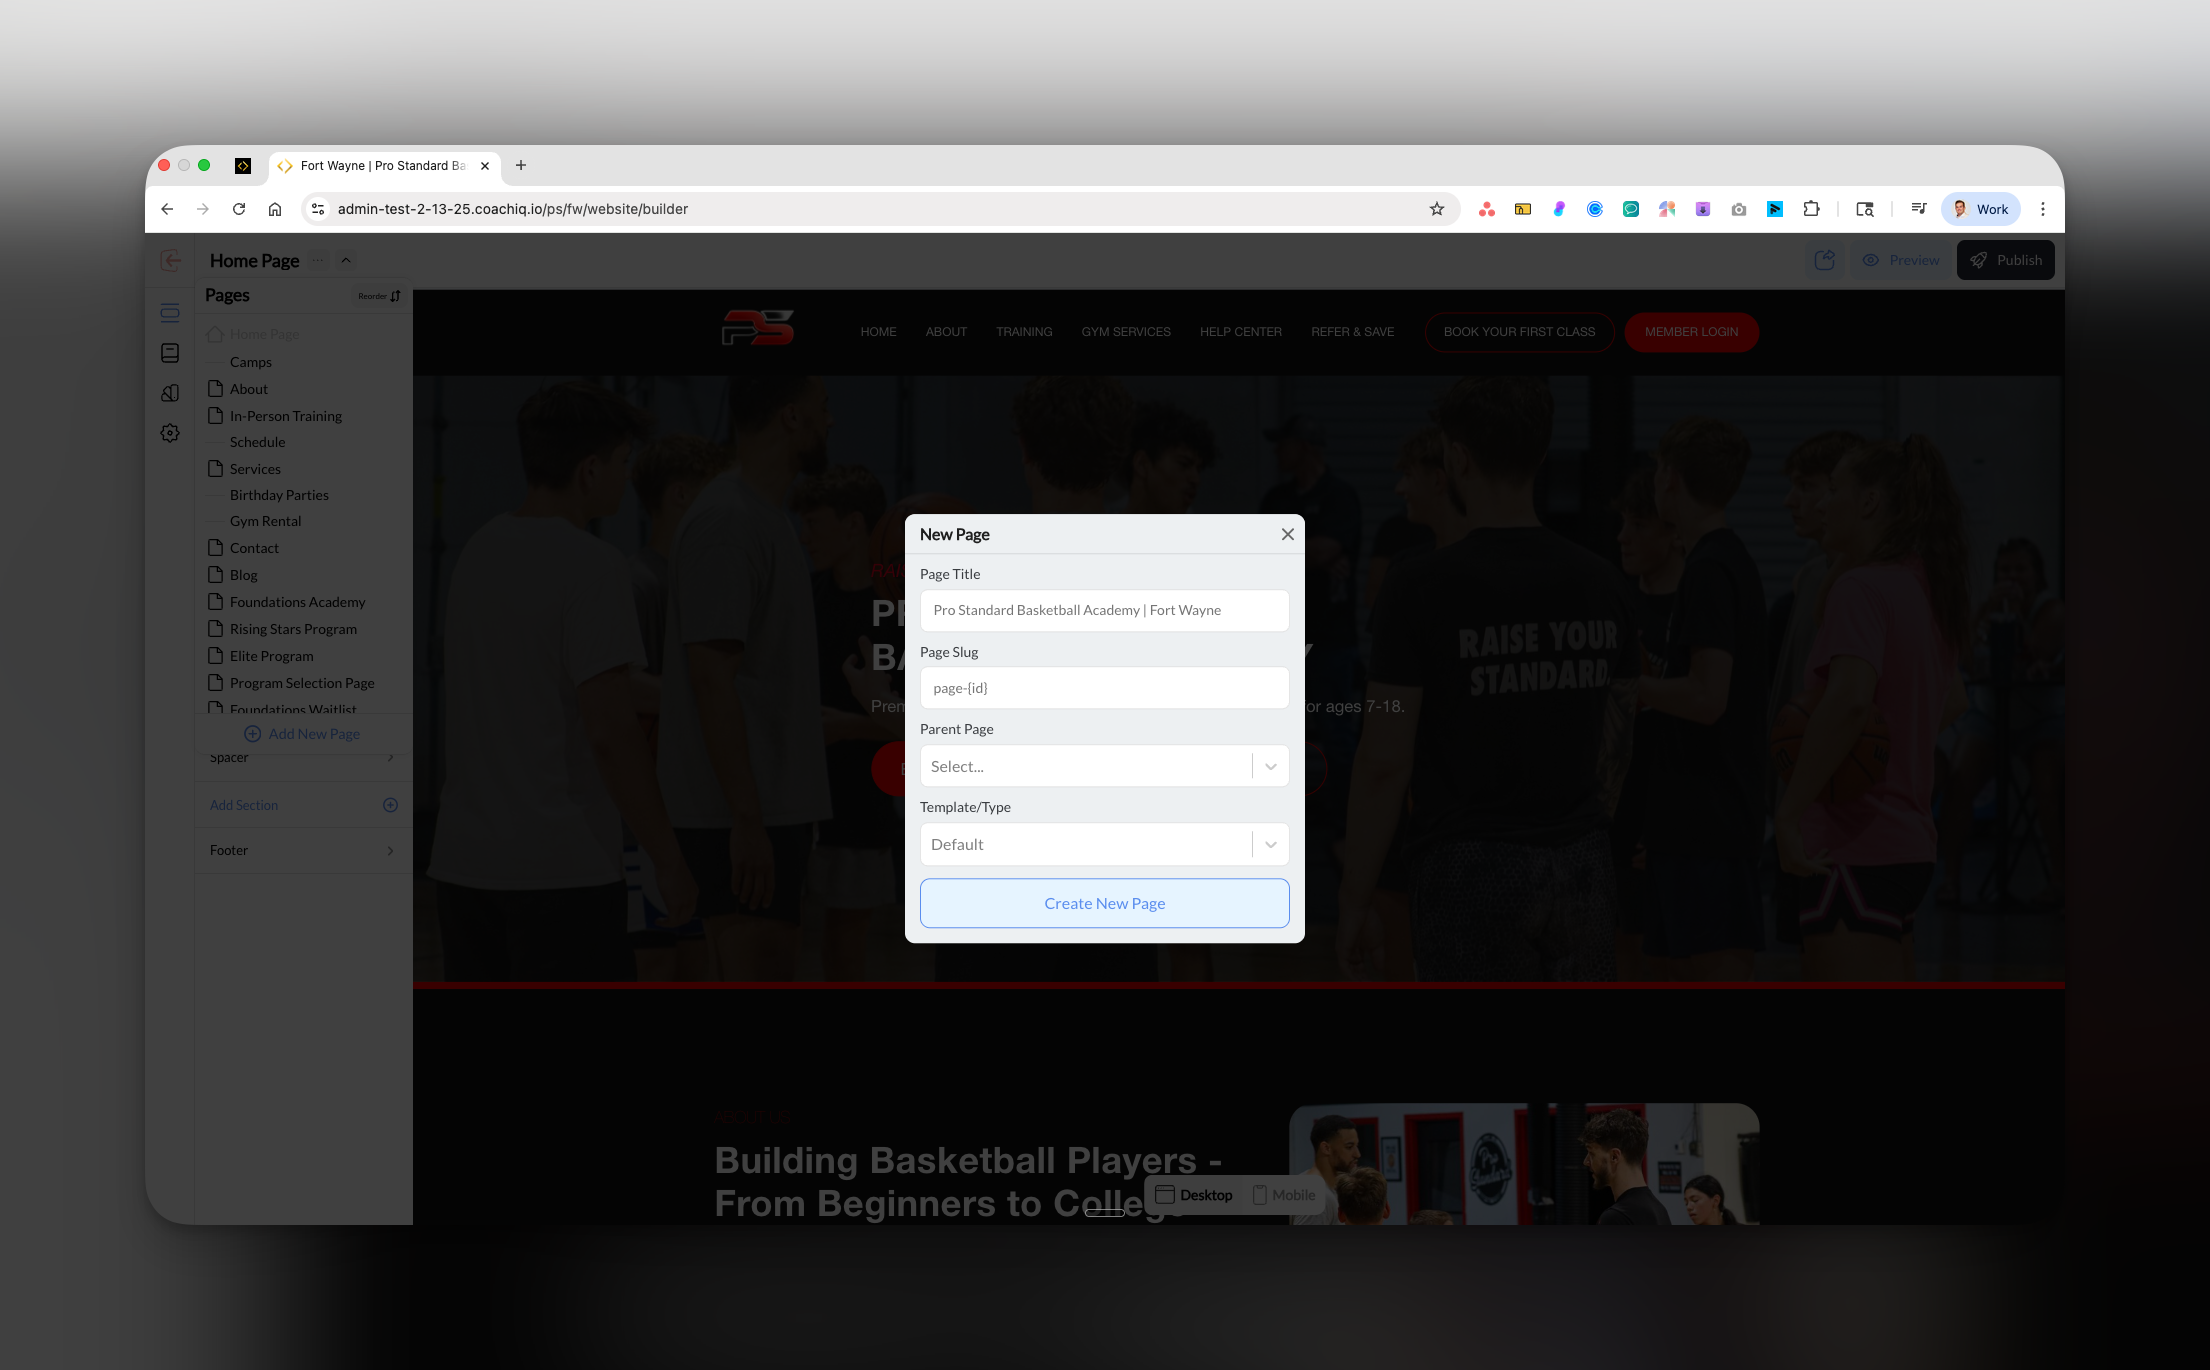 Fort Wayne | Pro Standard Ba
admin-test-2-13-25.coachiq.io/ps/fw/website/builder
Work
Home Page
Preview
Publish
Pages
Reorder
Home Page
Camps
About
In-Person Training
Schedule
Services
Birthday Parties
Gym Rental
Contact
Blog
Foundations Academy
Rising Stars Program
Elite Program
Program Selection Page
Foundations Waitlist
Add New Page
Spacer
Add Section
Footer
PS
HOME
ABOUT
TRAINING
GYM SERVICES
HELP CENTER
REFER & SAVE
BOOK YOUR FIRST CLASS
MEMBER LOGIN
RAISE YOUR
STANDARD
or ages 7-18.
New Page
Page Title
Pro Standard Basketball Academy | Fort Wayne
Page Slug
page-{id}
Parent Page
Select...
Template/Type
Default
Create New Page
ABOUT US
Building Basketball Players -
From Beginners to College
Pro
Standard
Desktop
Mobile